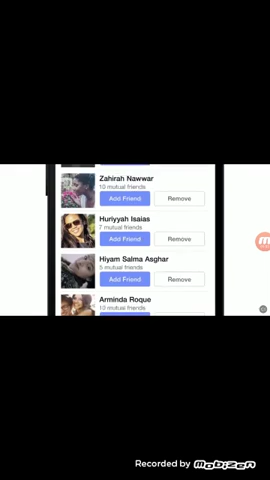 Zahirah Nawwar
10 mutual friends
Add Friend Remove
Huriyyah Isaias
7 mutual friends
Add Friend Remove
Hiyam Salma Asghar
5 mutual friends
Add Friend Remove
Arminda Roque
10 mutual friends
Recorded by Mobizen